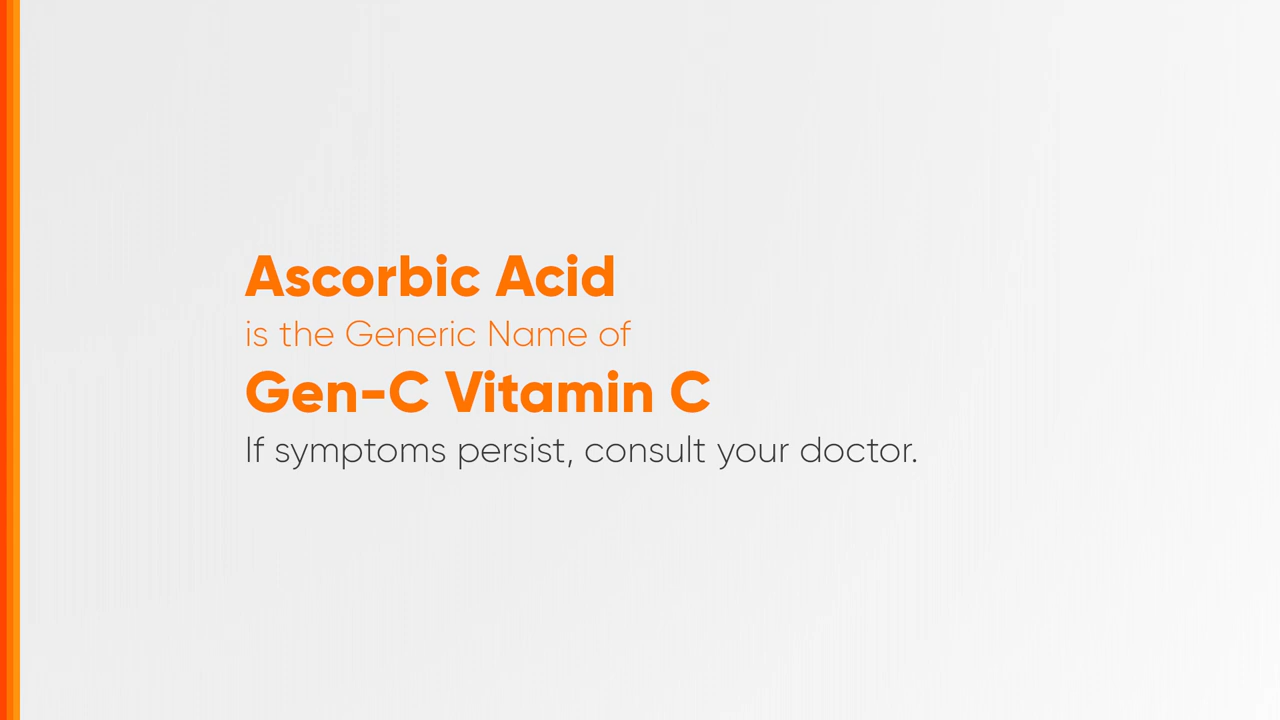 Ascorbic Acid
is the Generic Name of
Gen-C Vitamin C
If symptoms persist, consult your doctor.